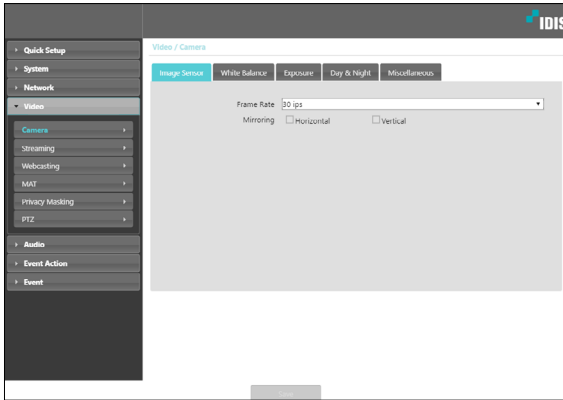 IDIS
Quick Setup
System
Network
Video
Camera
Streaming
Webcasting
MAT
Privacy Masking
PTZ
Audio
Event Action
Event
Video / Camera
Image Sensor White Balance Exposure Day & Night Miscellaneous
Frame Rate 30 ips
Mirroring Horizontal Vertical
Save